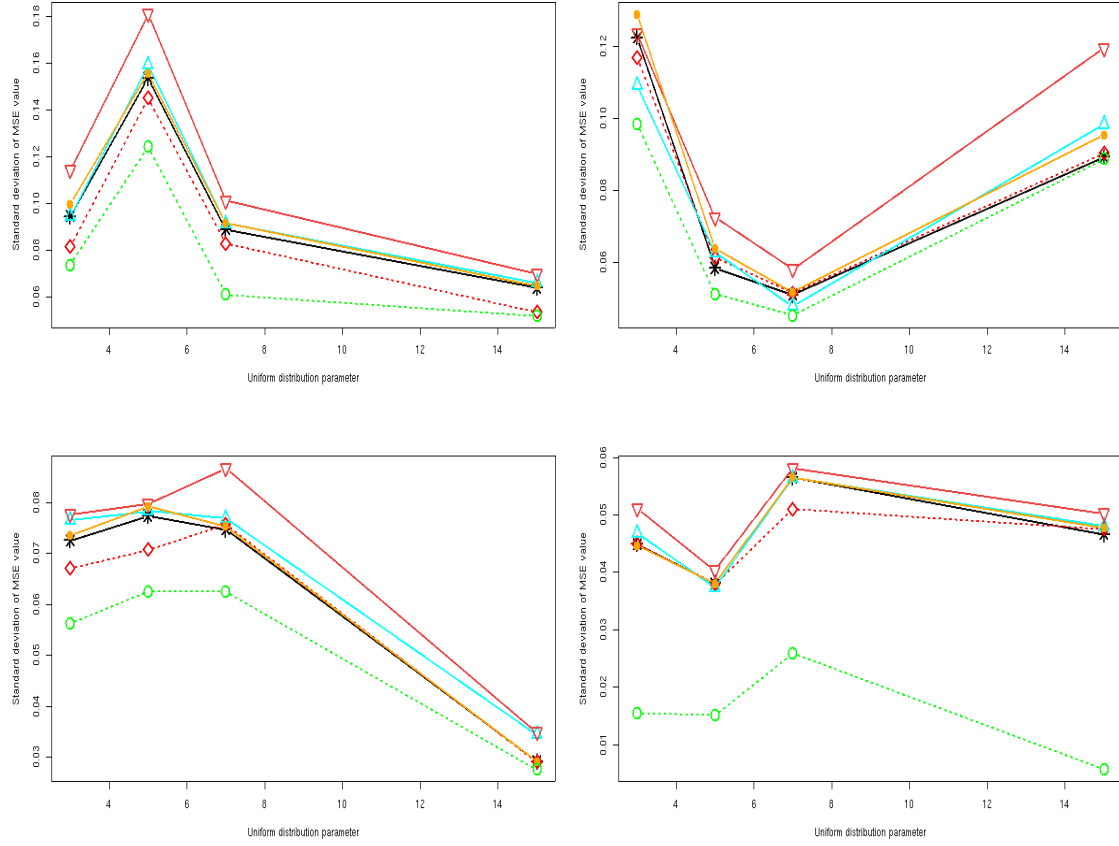 Standard deviation of MSE value
0.06 0.08 0.10 0.12 0.14 0.16 0.18
4 6 8 10 12 14
Uniform distribution parameter
Standard deviation of MSE value
0.06 0.08 0.10 0.12
4 6 8 10 12 14
Uniform distribution parameter
Standard deviation of MSE value
0.03 0.04 0.05 0.06 0.07 0.08
4 6 8 10 12 14
Uniform distribution parameter
Standard deviation of MSE value
0.01 0.02 0.03 0.04 0.05 0.06
4 6 8 10 12 14
Uniform distribution parameter